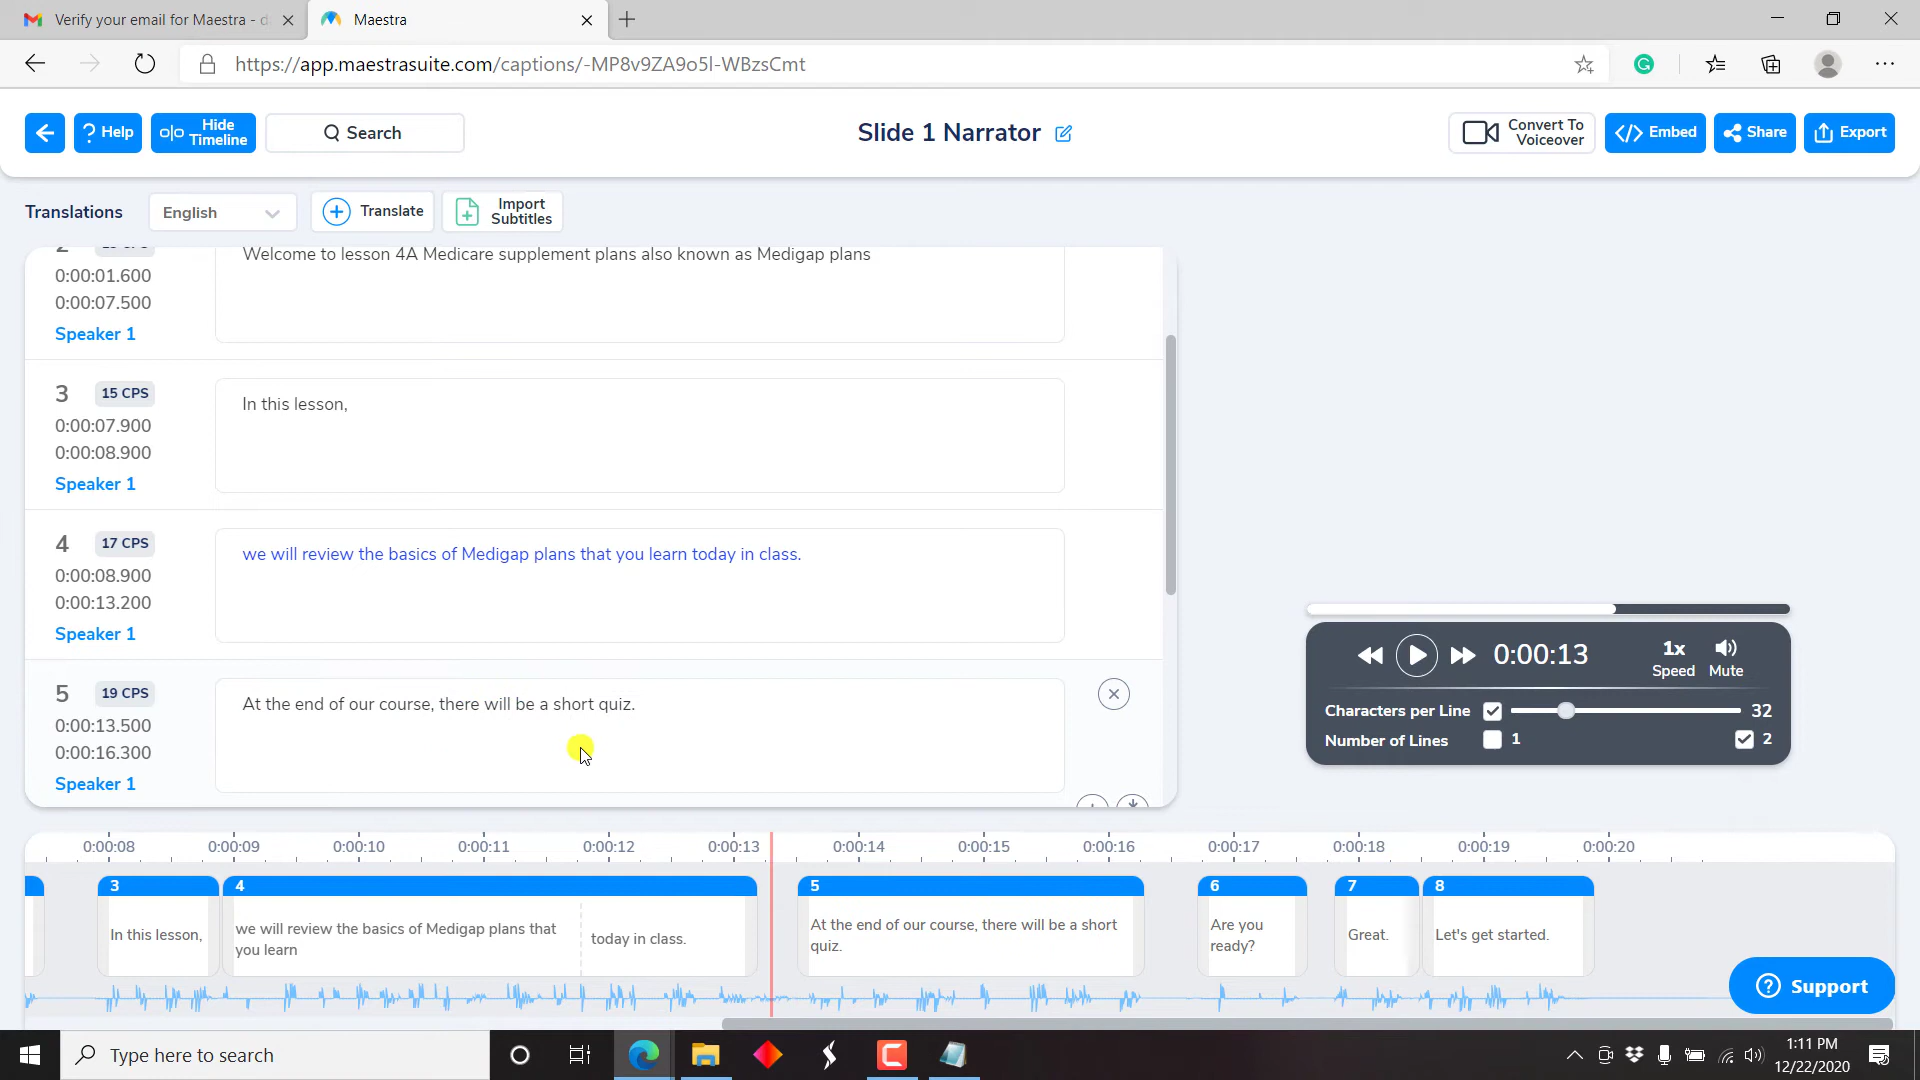 Verify your email for Maestra - d
Maestra
https://app.maestrasuite.com/captions/-MP8v9ZA9o5l-WBzsCmt
Help
Hide
Timeline
Search
Slide 1 Narrator
Convert To
Voiceover
Embed
Share
Export
Translations
English
Translate
Import
Subtitles
2
0:00:01.600
0:00:07.500
Speaker 1
Welcome to lesson 4A Medicare supplement plans also known as Medigap plans
3 15 CPS
0:00:07.900
0:00:08.900
Speaker 1
In this lesson,
4 17 CPS
0:00:08.900
0:00:13.200
Speaker 1
we will review the basics of Medigap plans that you learn today in class.
5 19 CPS
0:00:13.500
0:00:16.300
Speaker 1
At the end of our course, there will be a short quiz.
0:00:13
1x
Speed
Mute
Characters per Line 32
Number of Lines 1 2
0:00:08 0:00:09 0:00:10 0:00:11 0:00:12 0:00:13 0:00:14 0:00:15 0:00:16 0:00:17 0:00:18 0:00:19 0:00:20
3 4 5 6 7 8
In this lesson,
we will review the basics of Medigap plans that
you learn
today in class.
At the end of our course, there will be a short
quiz.
Are you
ready?
Great.
Let's get started.
Support
Type here to search
1:11 PM
12/22/2020